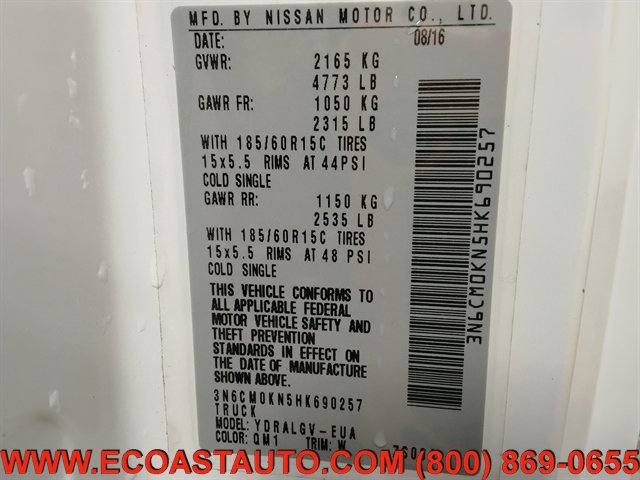 MFD. BY NISSAN MOTOR CO., LTD.
DATE: 08/16
GVWR: 2165 KG
4773 LB
GAWR FR: 1050 KG
2315 LB
WITH 185/60R15C TIRES
15x5.5 RIMS AT 44PSI
COLD SINGLE
GAWR RR: 1150 KG
2535 LB
WITH 185/60R15C TIRES
15x5.5 RIMS AT 48 PSI
COLD SINGLE
THIS VEHICLE CONFORMS TO
ALL APPLICABLE FEDERAL
MOTOR VEHICLE SAFETY AND
THEFT PREVENTION
STANDARDS IN EFFECT ON
THE DATE OF MANUFACTURE
SHOWN ABOVE.
3N6CM0KN5HK690257
TRUCK
MODEL: YDRALGV-EUA
COLOR: QM1 TRIM: W
3N6CM0KN5HK690257
WWW.ECOASTAUTO.COM (800) 869-0655